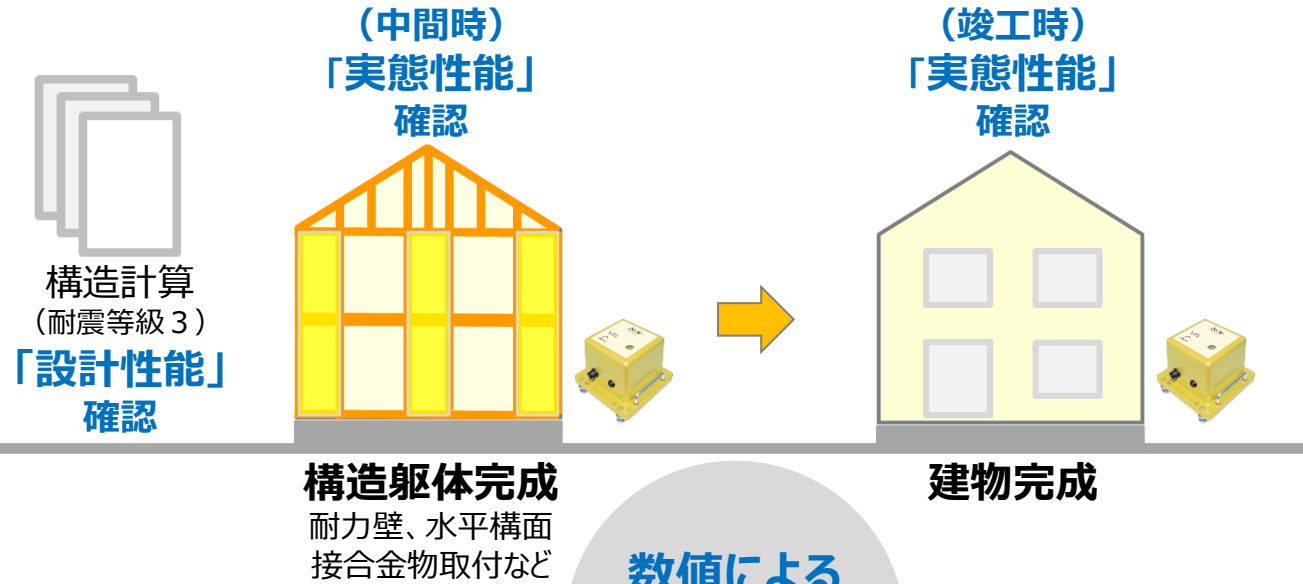 構造計算
（耐震等級３）
「設計性能」
確認
（中間時）
「実態性能」
確認
（竣工時）
「実態性能」
確認
構造躯体完成
耐力壁、水平構面
接合金物取付など
建物完成
数値による